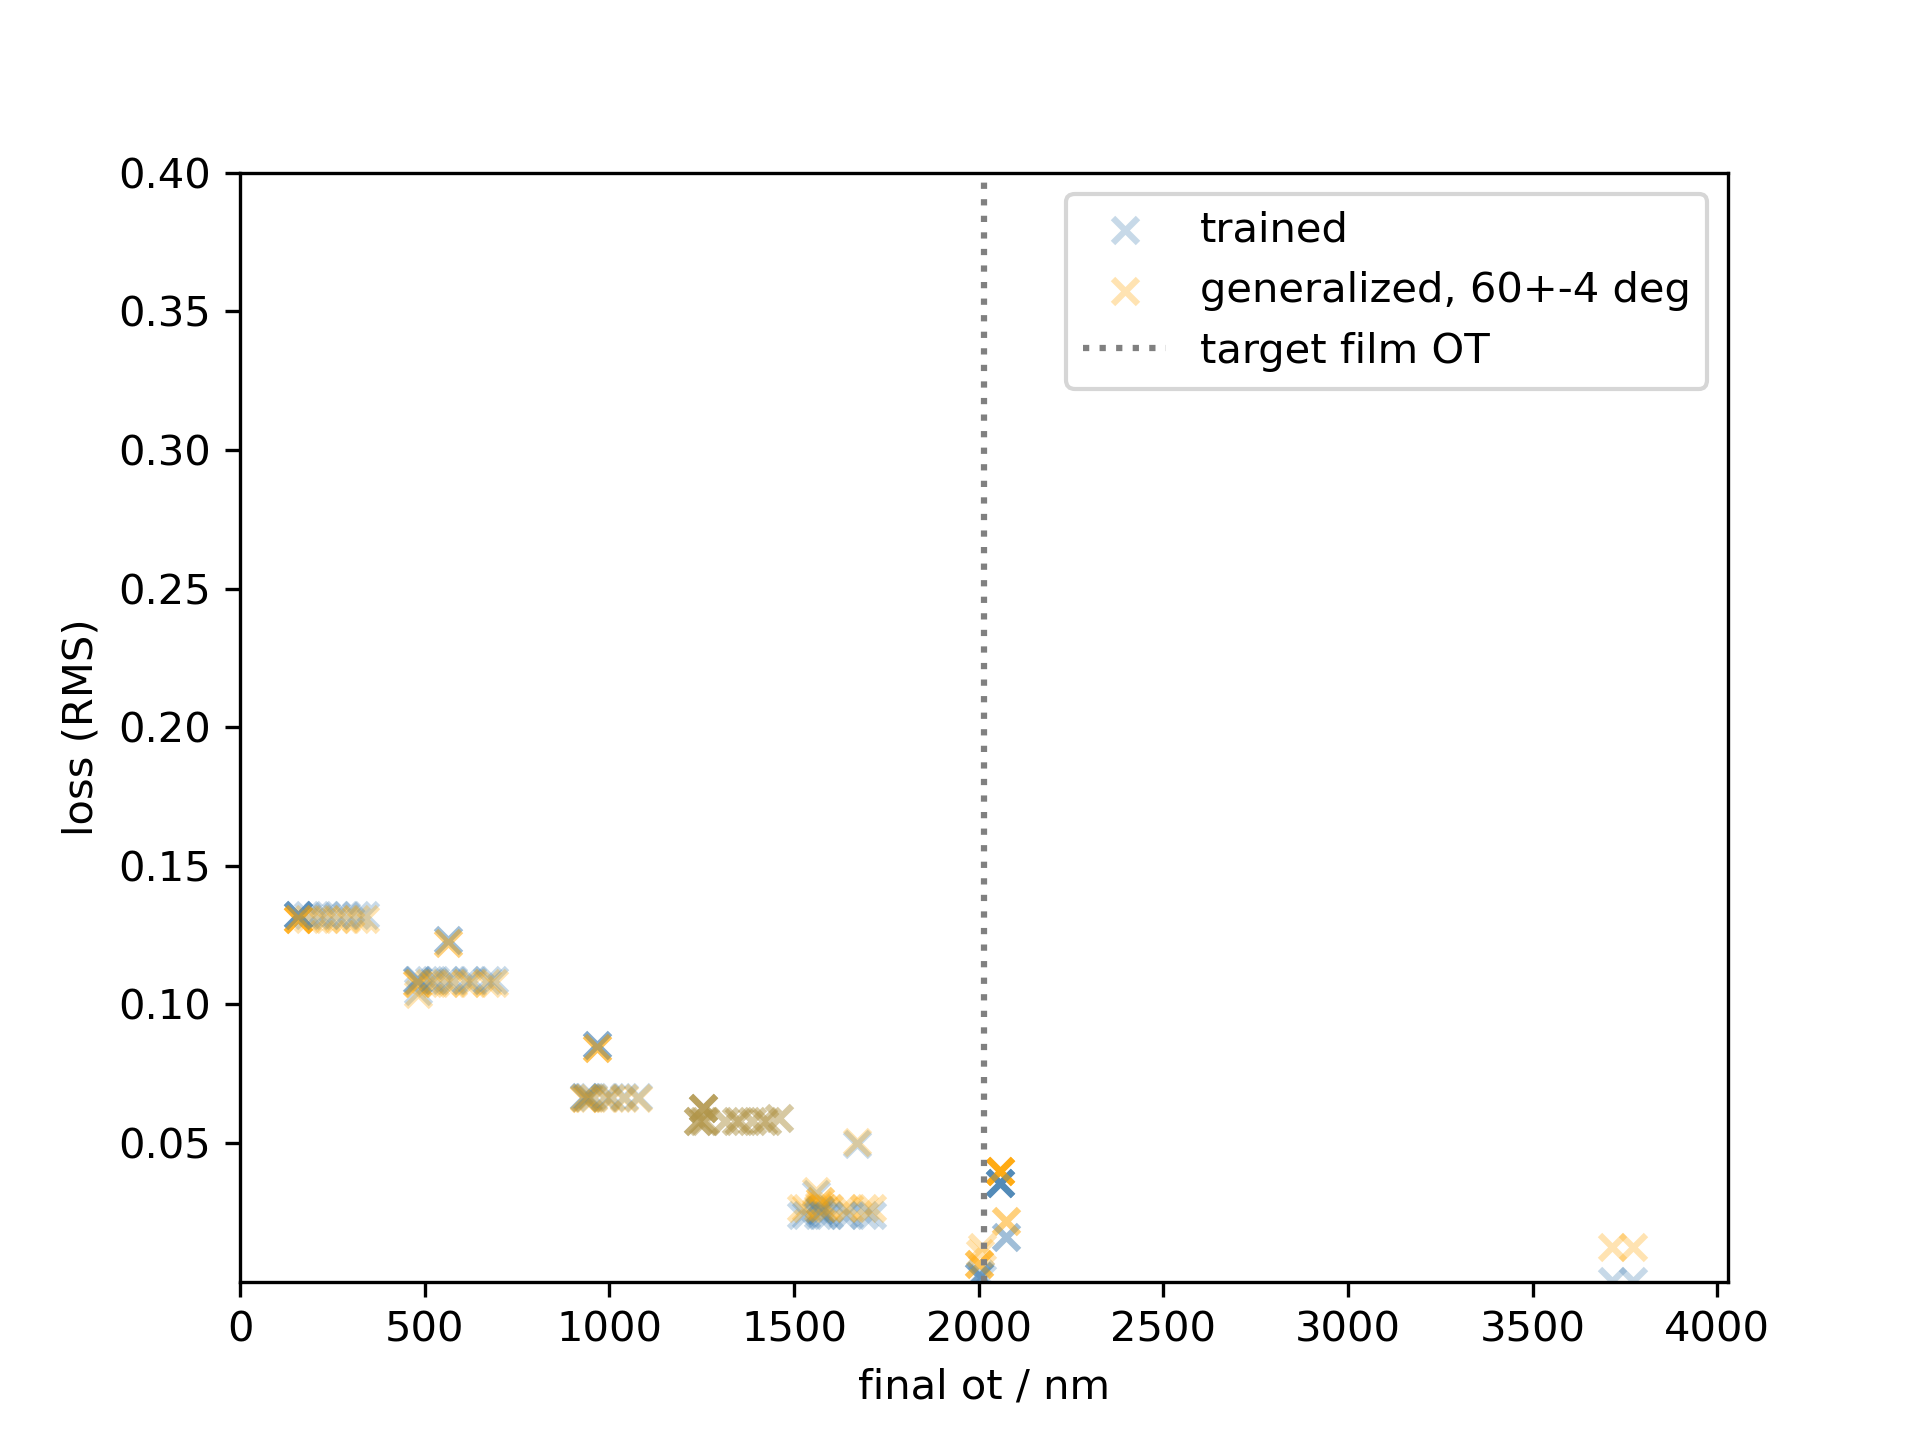 0.40
0.35
0.30
0.25
0.20
0.15
0.10
0.05
loss (RMS)
trained
generalized, 60+-4 deg
target film OT
0 500 1000 1500 2000 2500 3000 3500 4000
final ot / nm